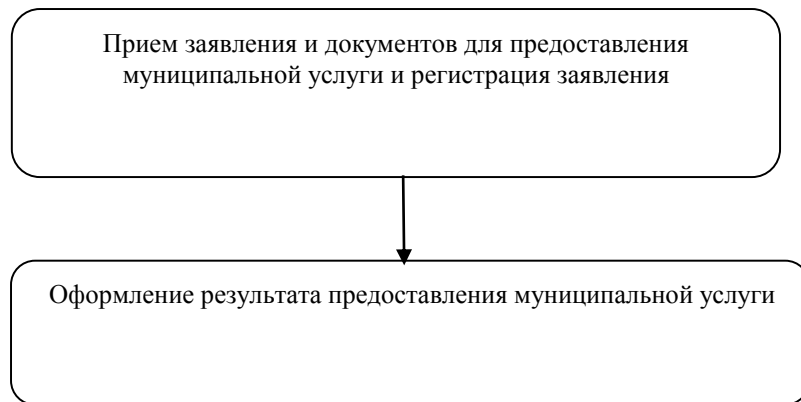 Прием заявления и документов для предоставления
муниципальной услуги и регистрация заявления
Оформление результата предоставления муниципальной услуги